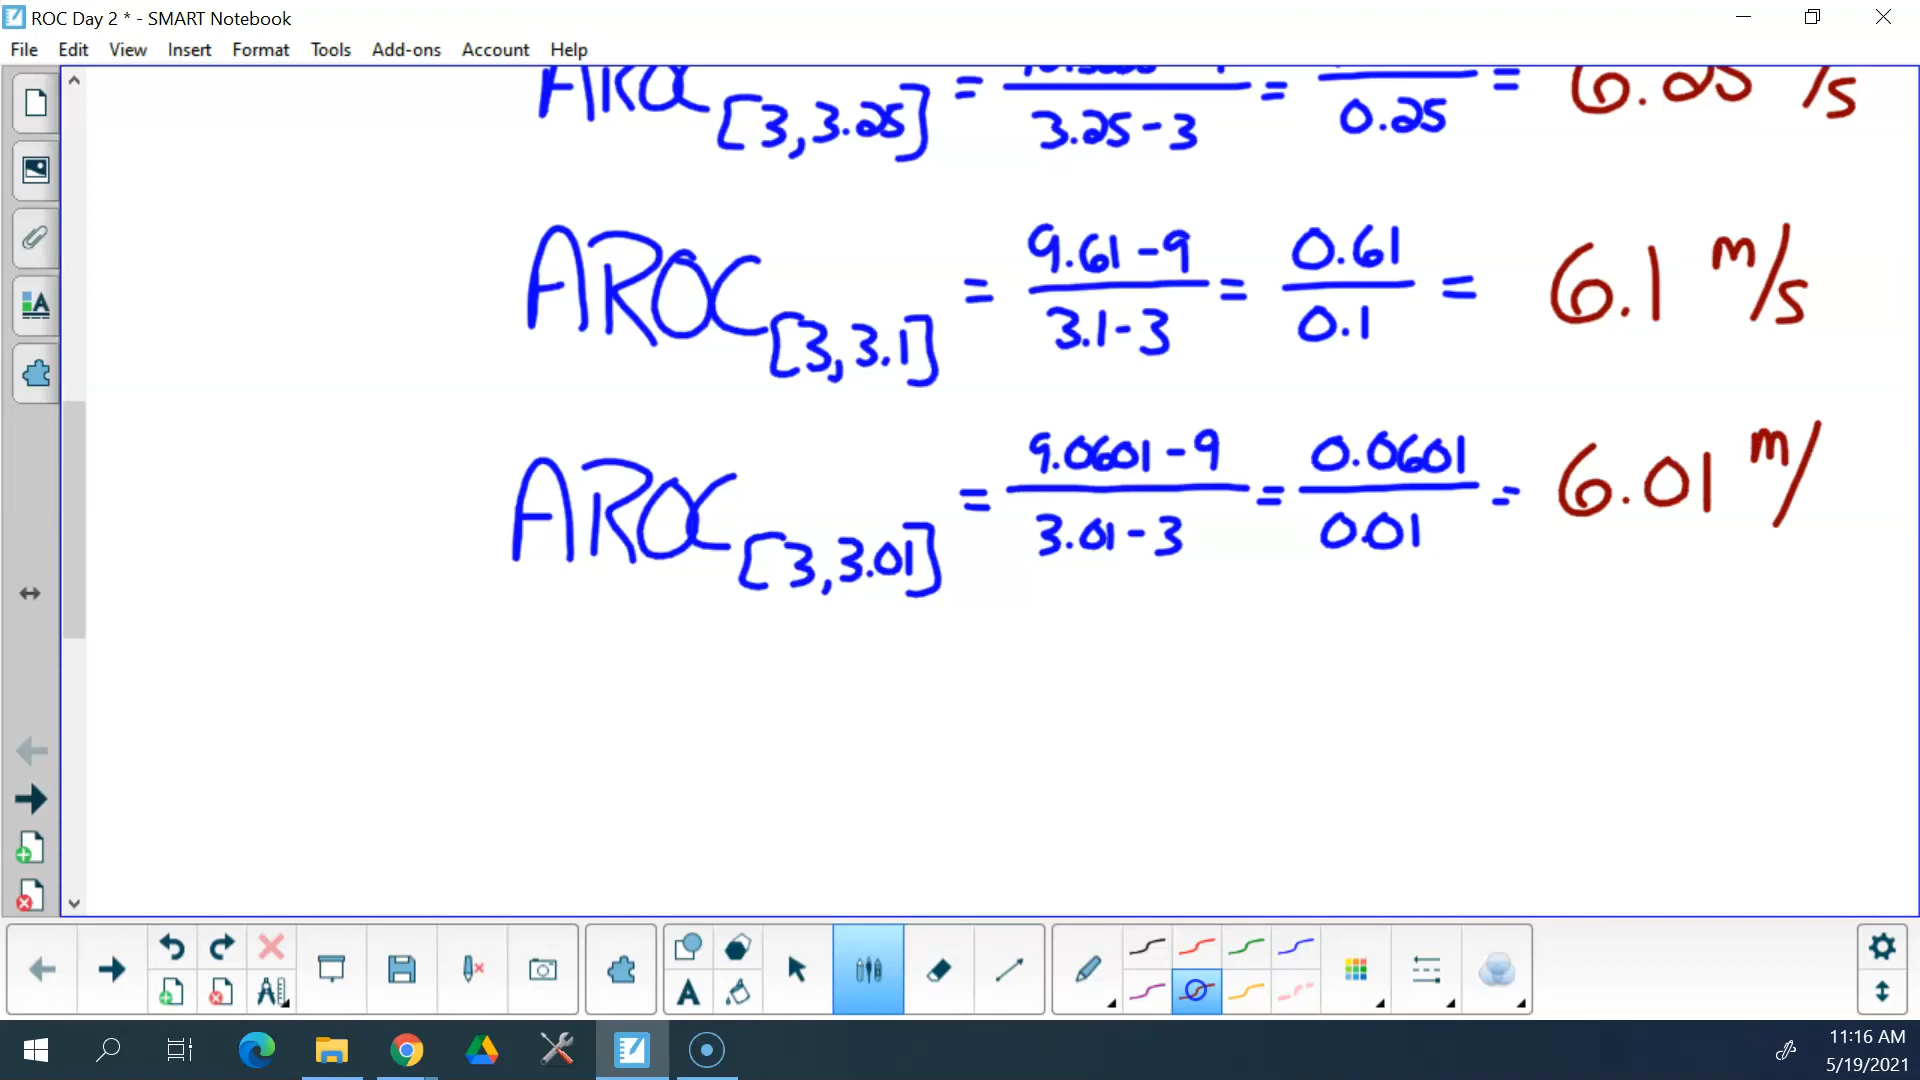 ROC Day 2 * - SMART Notebook
File Edit View Insert Format Tools Add-ons Account Help
AROC [3,3.25] = / 3.25-3 = / 0.25 = 6.25 /s
AROC [3,3.1] = 9.61-9 / 3.1-3 = 0.61 / 0.1 = 6.1 m/s
AROC [3,3.01] = 9.0601-9 / 3.01-3 = 0.0601 / 0.01 = 6.01 m/
11:16 AM
5/19/2021